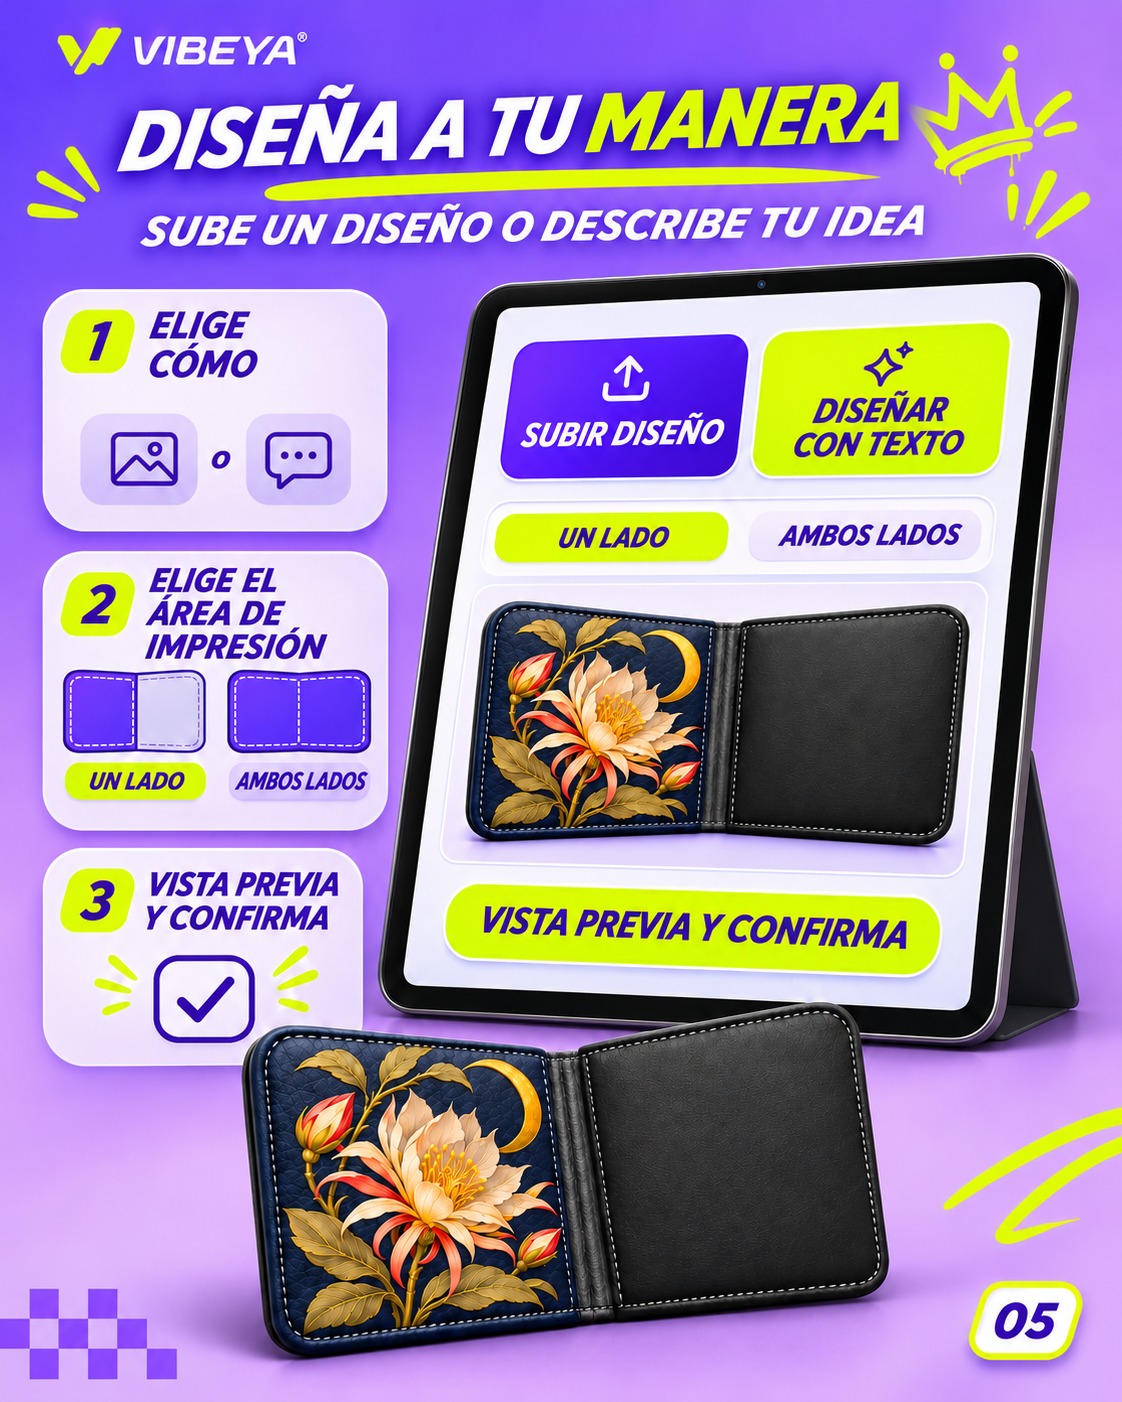 VIBEYA®
DISEÑA A TU MANERA
SUBE UN DISEÑO O DESCRIBE TU IDEA
1 ELIGE
CÓMO
o
2 ELIGE EL
ÁREA DE
IMPRESIÓN
UN LADO AMBOS LADOS
3 VISTA PREVIA
Y CONFIRMA
SUBIR DISEÑO
DISEÑAR
CON TEXTO
UN LADO AMBOS LADOS
VISTA PREVIA Y CONFIRMA
05